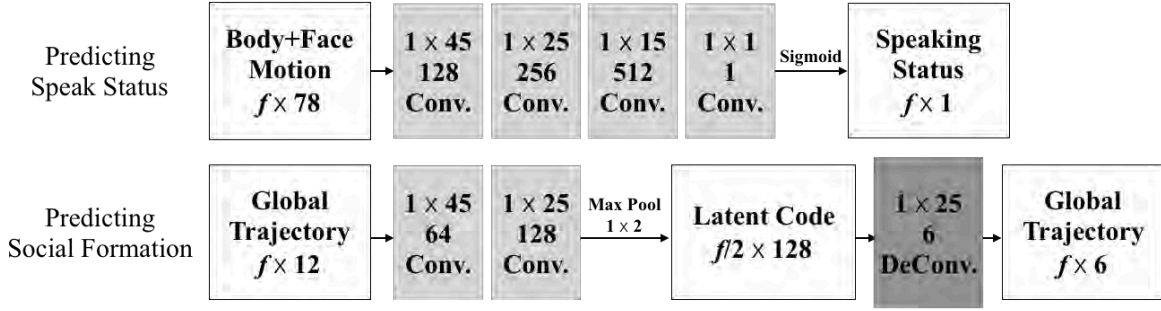 Predicting
Speak Status
Body+Face
Motion
f × 78
1 × 45
128
Conv.
1 × 25
256
Conv.
1 × 15
512
Conv.
1 × 1
1
Conv.
Sigmoid
Speaking
Status
f × 1
Predicting
Social Formation
Global
Trajectory
f × 12
1 × 45
64
Conv.
1 × 25
128
Conv.
Max Pool
1 × 2
Latent Code
f/2 × 128
1 × 25
6
DeConv.
Global
Trajectory
f × 6